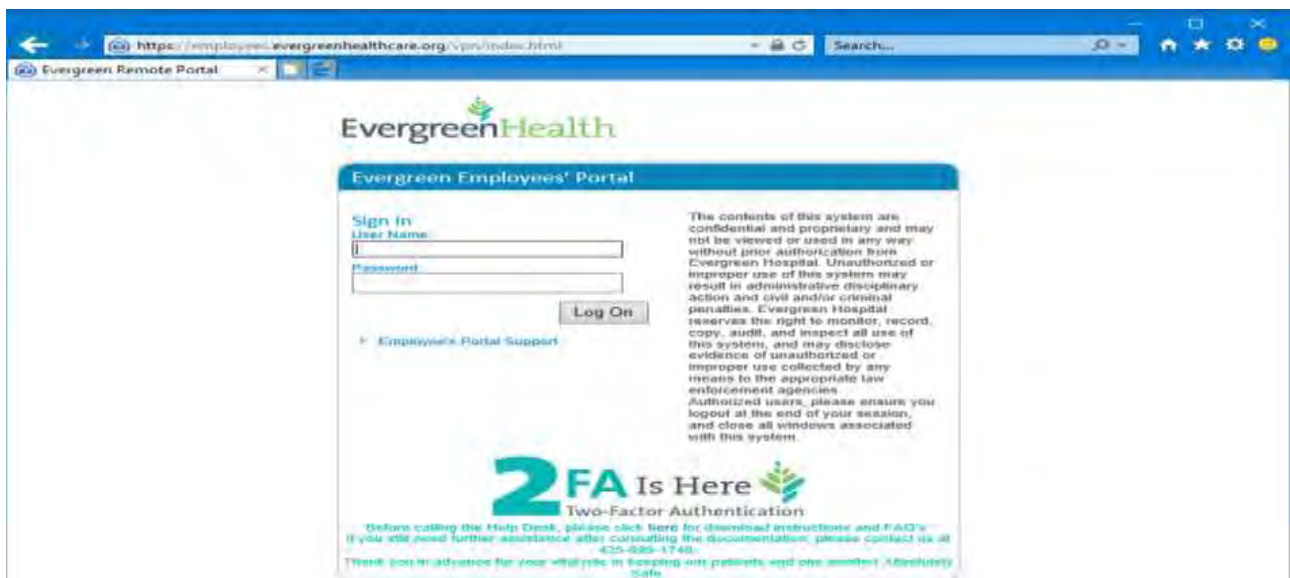 https://employees.evergreenhealthcare.org/vpn/index.html
Search...
Evergreen Remote Portal
EvergreenHealth
Evergreen Employees' Portal
Sign In
User Name
Password
Log On
Employee's Portal Support
The contents of this system are
confidential and proprietary and may
not be viewed or used in any way
without prior authorization from
Evergreen Hospital. Unauthorized or
improper use of this system may
result in administrative disciplinary
action and civil and/or criminal
penalties. Evergreen Hospital
reserves the right to monitor, record,
copy, audit, and inspect all use of
this system, and may disclose
evidence of unauthorized or
improper use collected by any
means to the appropriate law
enforcement agencies.
Authorized users, please ensure you
logout at the end of your session,
and close all windows associated
with this system
2FA Is Here
Two-Factor Authentication
Before calling the Help Desk, please click here for download instructions and FAQ's
If you still need further assistance after consulting the documentation, please contact us at
Thank you in advance for your vital role in keeping our patients and one another Absolutely
Safe